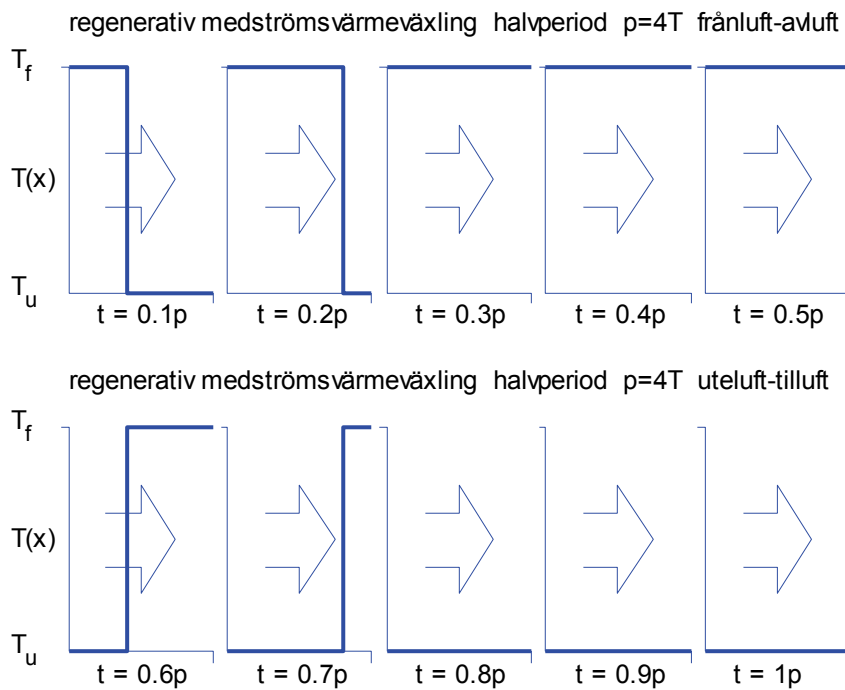 regenerativ medströmsvärmeväxling halvperiod p=4T frånluft-avluft
T_f
T(x)
T_u
t = 0.1p t = 0.2p t = 0.3p t = 0.4p t = 0.5p
regenerativ medströmsvärmeväxling halvperiod p=4T uteluft-tilluft
T_f
T(x)
T_u
t = 0.6p t = 0.7p t = 0.8p t = 0.9p t = 1p